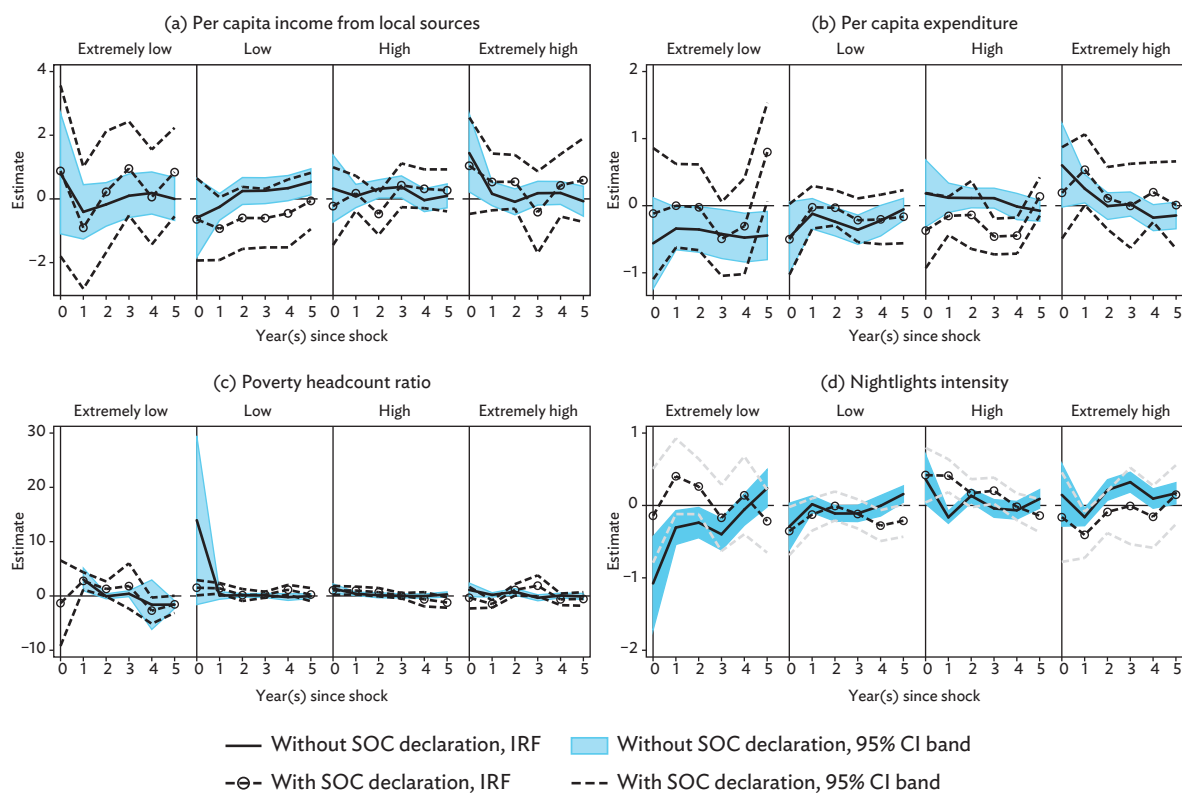 (a) Per capita income from local sources
(b) Per capita expenditure
Extremely low Low High Extremely high
Extremely low Low High Extremely high
Estimate
4
2
0
−2
0 1 2 3 4 5 0 1 2 3 4 5 0 1 2 3 4 5 0 1 2 3 4 5
Year(s) since shock
Estimate
2
1
0
−1
0 1 2 3 4 5 0 1 2 3 4 5 0 1 2 3 4 5 0 1 2 3 4 5
Year(s) since shock
(c) Poverty headcount ratio
(d) Nightlights intensity
Extremely low Low High Extremely high
Extremely low Low High Extremely high
Estimate
30
20
10
0
−10
0 1 2 3 4 5 0 1 2 3 4 5 0 1 2 3 4 5 0 1 2 3 4 5
Year(s) since shock
Estimate
1
0
−1
−2
0 1 2 3 4 5 0 1 2 3 4 5 0 1 2 3 4 5 0 1 2 3 4 5
Year(s) since shock
Without SOC declaration, IRF
Without SOC declaration, 95% CI band
With SOC declaration, IRF
With SOC declaration, 95% CI band